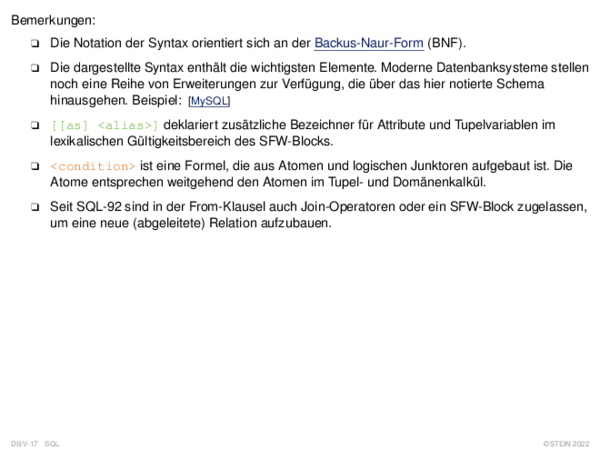 Bemerkungen:
❑ Die Notation der Syntax orientiert sich an der Backus-Naur-Form (BNF).
❑ Die dargestellte Syntax enthält die wichtigsten Elemente. Moderne Datenbanksysteme stellen
noch eine Reihe von Erweiterungen zur Verfügung, die über das hier notierte Schema
hinausgehen. Beispiel: [MySQL]
❑ [[as] <alias>] deklariert zusätzliche Bezeichner für Attribute und Tupelvariablen im
lexikalischen Gültigkeitsbereich des SFW-Blocks.
❑ <condition> ist eine Formel, die aus Atomen und logischen Junktoren aufgebaut ist. Die
Atome entsprechen weitgehend den Atomen im Tupel- und Domänenkalkül.
❑ Seit SQL-92 sind in der From-Klausel auch Join-Operatoren oder ein SFW-Block zugelassen,
um eine neue (abgeleitete) Relation aufzubauen.
DB:V-17 SQL ©STEIN 2022